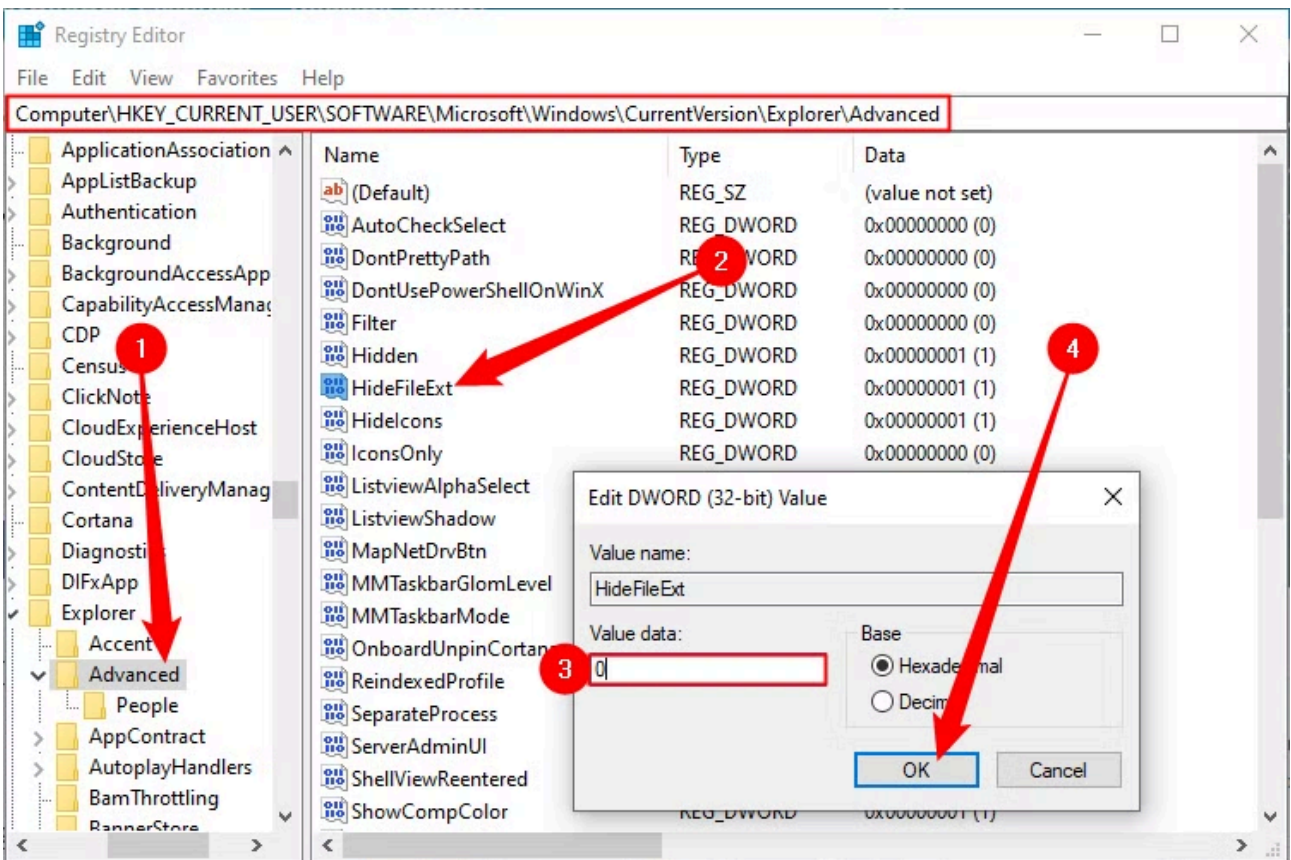 Registry Editor
File Edit View Favorites Help
Computer\HKEY_CURRENT_USER\SOFTWARE\Microsoft\Windows\CurrentVersion\Explorer\Advanced
ApplicationAssociation
AppListBackup
Authentication
Background
BackgroundAccessApp
CapabilityAccessManag
CDP
1
Census
ClickNote
CloudExperienceHost
CloudStore
ContentDeliveryManag
Cortana
Diagnostics
DIFxApp
Explorer
Accent
Advanced
People
AppContract
AutoplayHandlers
BamThrottling
BannerStore
Name Type Data
(Default) REG_SZ (value not set)
AutoCheckSelect REG_DWORD 0x00000000 (0)
DontPrettyPath REG_DWORD 0x00000000 (0)
2
DontUsePowerShellOnWinX REG_DWORD 0x00000000 (0)
Filter REG_DWORD 0x00000000 (0)
Hidden REG_DWORD 0x00000001 (1)
4
HideFileExt REG_DWORD 0x00000001 (1)
HideIcons REG_DWORD 0x00000001 (1)
IconsOnly REG_DWORD 0x00000000 (0)
ListviewAlphaSelect
ListviewShadow
MapNetDrvBtn
MMTaskbarGlomLevel
MMTaskbarMode
OnboardUnpinCortana
ReindexedProfile
SeparateProcess
ServerAdminUI
ShellViewReentered
ShowCompColor REG_DWORD 0x00000001 (1)
Edit DWORD (32-bit) Value
Value name:
HideFileExt
Value data:
3
0
Base
Hexadecimal
Decimal
OK Cancel